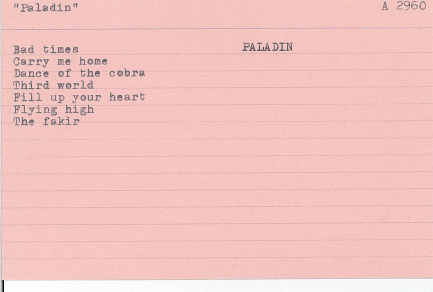 "Paladin" A 2960
Bad times PALADIN
Carry me home
Dance of the cobra
Third world
Fill up your heart
Flying high
The fakir